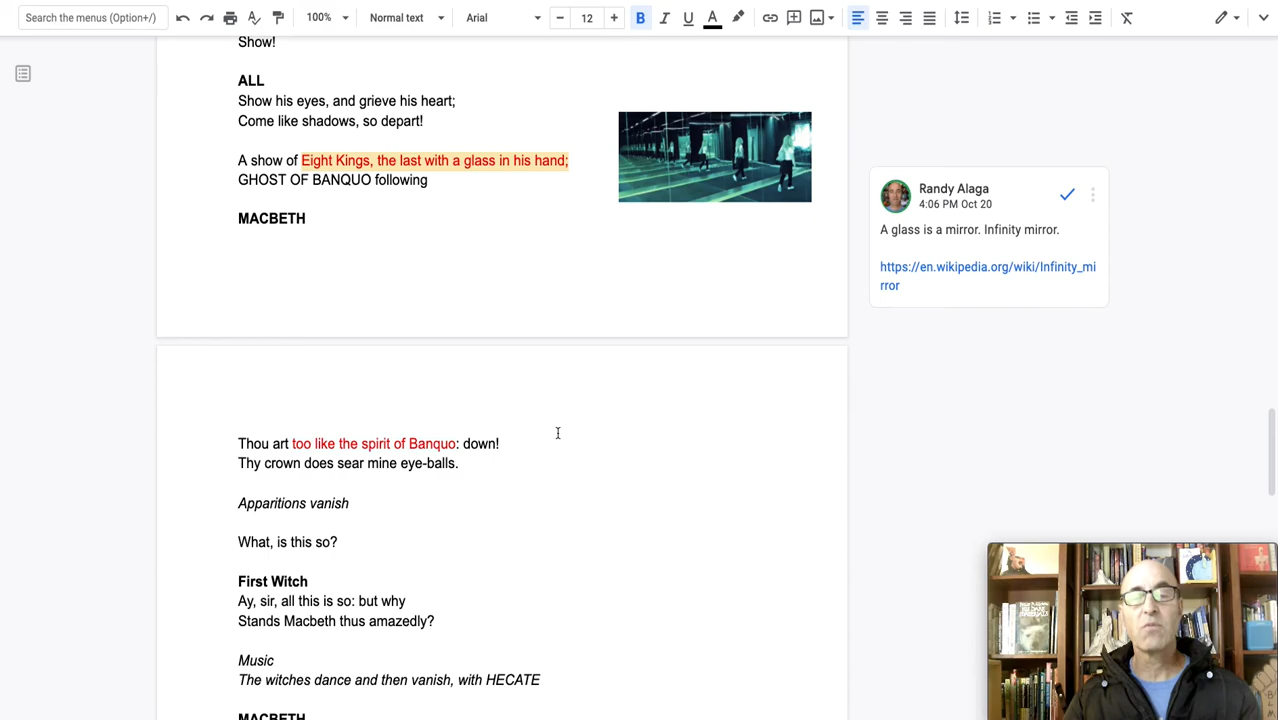 Search the menus (Option+/)
100%
Normal text
Arial
12
B
I
U
A
Show!
ALL
Show his eyes, and grieve his heart;
Come like shadows, so depart!
A show of Eight Kings, the last with a glass in his hand;
GHOST OF BANQUO following
MACBETH
Randy Alaga
4:06 PM Oct 20
A glass is a mirror. Infinity mirror.
https://en.wikipedia.org/wiki/Infinity_mi
rror
Thou art too like the spirit of Banquo: down!
Thy crown does sear mine eye-balls.
Apparitions vanish
What, is this so?
First Witch
Ay, sir, all this is so: but why
Stands Macbeth thus amazedly?
Music
The witches dance and then vanish, with HECATE
MACBETH